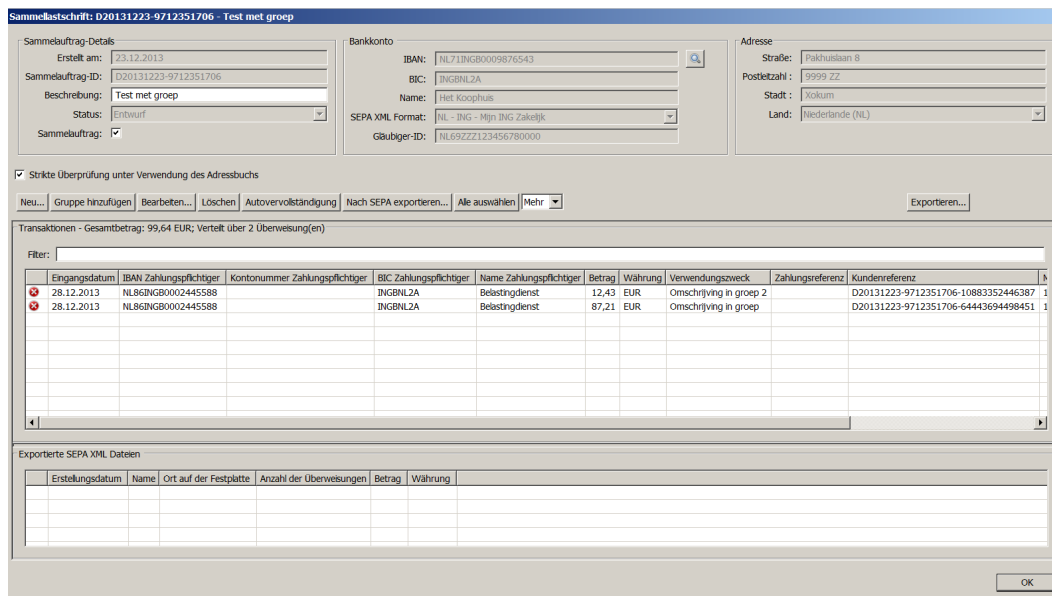 Sammellastschrift: D20131223-9712351706 - Test met groep
Sammelauftrag-Details
Erstellt am: 23.12.2013
Sammelauftrag-ID: D20131223-9712351706
Beschreibung: Test met groep
Status: Entwurf
Sammelauftrag:
Bankkonto
IBAN: NL71INGB0009876543
BIC: INGBNL2A
Name: Het Koophuis
SEPA XML Format: NL - ING - Mijn ING Zakelijk
Gläubiger-ID: NL69ZZZ123456780000
Adresse
Straße: Pakhuislaan 8
Postleitzahl : 9999 ZZ
Stadt : Xokum
Land: Niederlande (NL)
Strikte Überprüfung unter Verwendung des Adressbuchs
Neu... Gruppe hinzufügen Bearbeiten... Löschen Autovervollständigung Nach SEPA exportieren... Alle auswählen Mehr Exportieren...
Transaktionen - Gesamtbetrag: 99,64 EUR; Verteilt über 2 Überweisung(en)
Filter:
Eingangsdatum IBAN Zahlungspflichtiger Kontonummer Zahlungspflichtiger BIC Zahlungspflichtiger Name Zahlungspflichtiger Betrag Währung Verwendungszweck Zahlungsreferenz Kundenreferenz
28.12.2013 NL86INGB0002445588 INGBNL2A Belastingdienst 12,43 EUR Omschrijving in groep 2 D20131223-9712351706-10883352446387 1
28.12.2013 NL86INGB0002445588 INGBNL2A Belastingdienst 87,21 EUR Omschrijving in groep D20131223-9712351706-64443694498451 1
Exportierte SEPA XML Dateien
Erstellungsdatum Name Ort auf der Festplatte Anzahl der Überweisungen Betrag Währung
OK